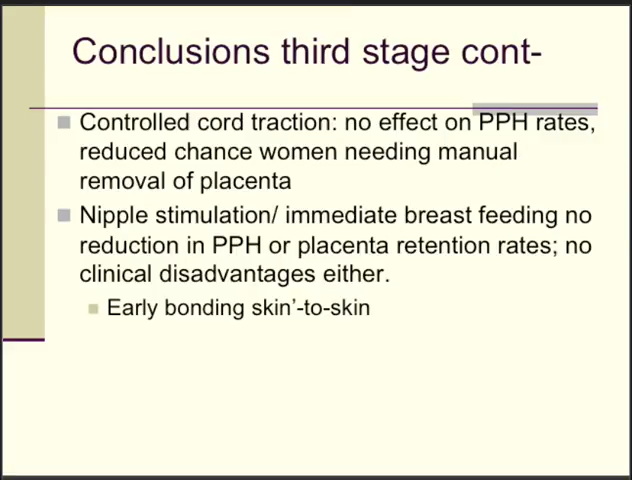 Conclusions third stage cont-
Controlled cord traction: no effect on PPH rates,
reduced chance women needing manual
removal of placenta
Nipple stimulation/ immediate breast feeding no
reduction in PPH or placenta retention rates; no
clinical disadvantages either.
Early bonding skin'-to-skin